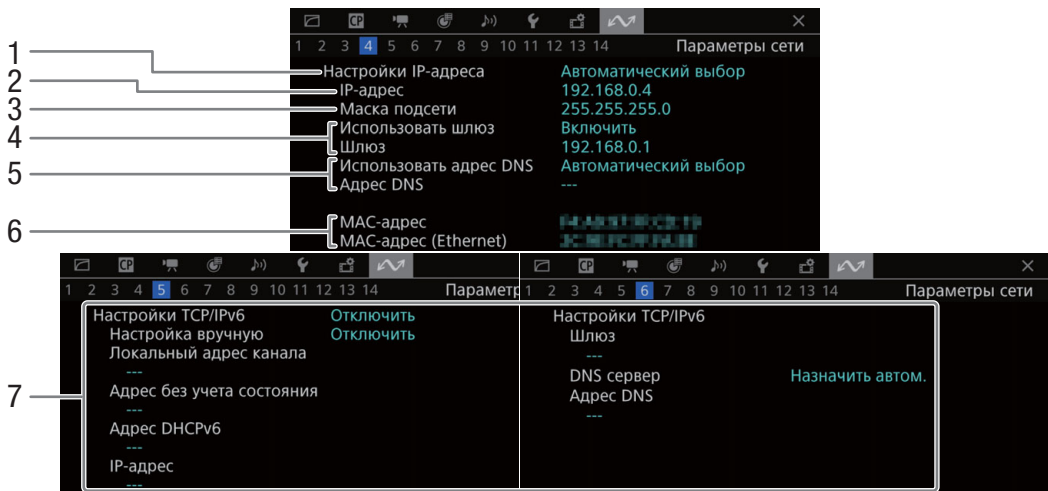 CP
1 2 3 4 5 6 7 8 9 10 11 12 13 14 Параметры сети
1 Настройки IP-адреса Автоматический выбор
2 IP-адрес 192.168.0.4
3 Маска подсети 255.255.255.0
4 Использовать шлюз Включить
Шлюз 192.168.0.1
5 Использовать адрес DNS Автоматический выбор
Адрес DNS ---
6 MAC-адрес
MAC-адрес (Ethernet)
CP
1 2 3 4 5 6 7 8 9 10 11 12 13 14 Параметр
7
Настройки TCP/IPv6 Отключить
Настройка вручную Отключить
Локальный адрес канала
---
Адрес без учета состояния
---
Адрес DHCPv6
---
IP-адрес
---
CP
1 2 3 4 5 6 7 8 9 10 11 12 13 14 Параметры сети
Настройки TCP/IPv6
Шлюз
---
DNS сервер Назначить автом.
Адрес DNS
---